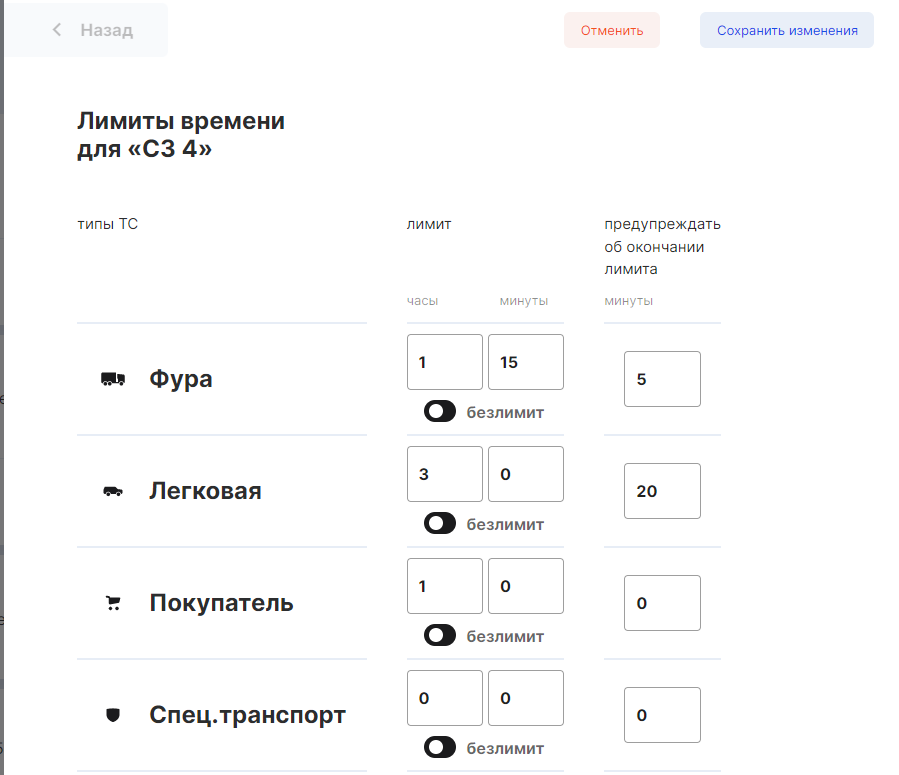 Назад
Отменить
Сохранить изменения
Лимиты времени
для «СЗ 4»
типы ТС
лимит
предупреждать
об окончании
лимита
часы
минуты
минуты
Фура
1
15
5
безлимит
Легковая
3
0
20
безлимит
Покупатель
1
0
0
безлимит
Спец.транспорт
0
0
0
безлимит